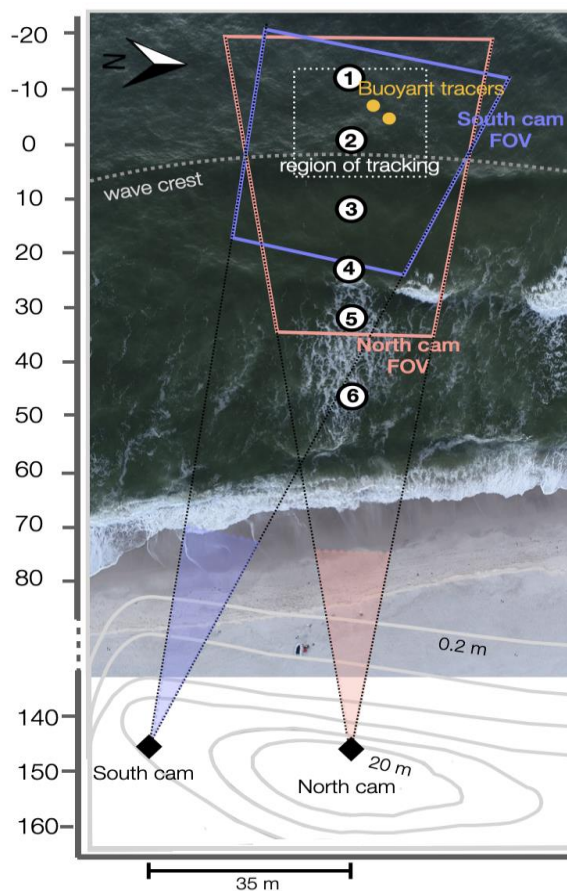 -20
-10
0
10
20
30
40
50
60
70
80
140
150
160
N
1
Buoyant tracers
South cam
FOV
2
region of tracking
wave crest
3
4
5
North cam
FOV
6
0.2 m
20 m
South cam
North cam
35 m